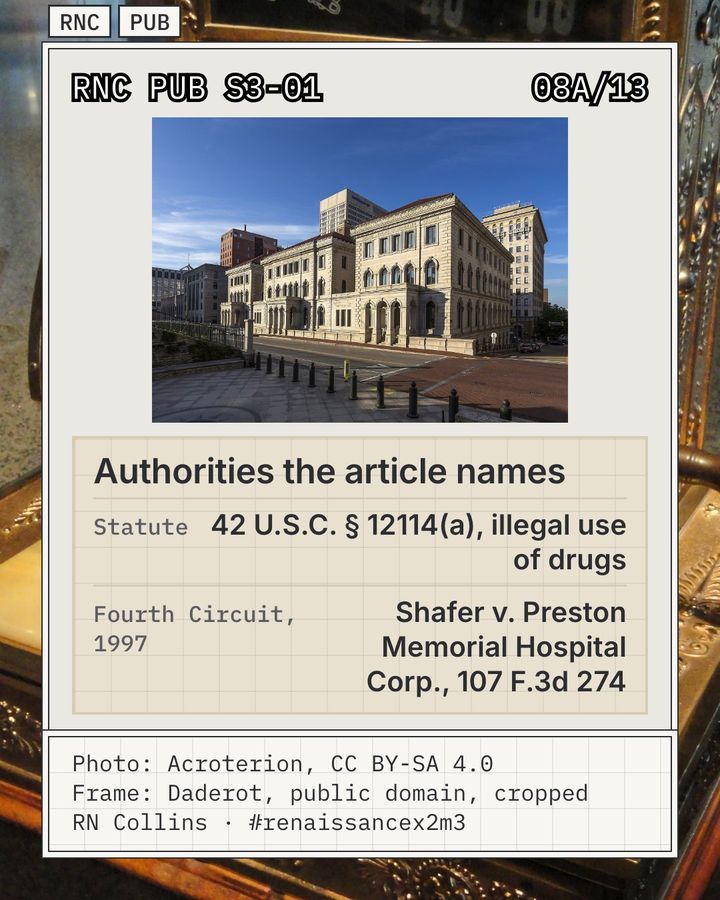 RNC PUB
RNC PUB S3-01 08A/13
Authorities the article names
Statute 42 U.S.C. § 12114(a), illegal use
of drugs
Fourth Circuit, 1997
Shafer v. Preston
Memorial Hospital
Corp., 107 F.3d 274
Photo: Acroterion, CC BY-SA 4.0
Frame: Daderot, public domain, cropped
RN Collins · #renaissancex2m3